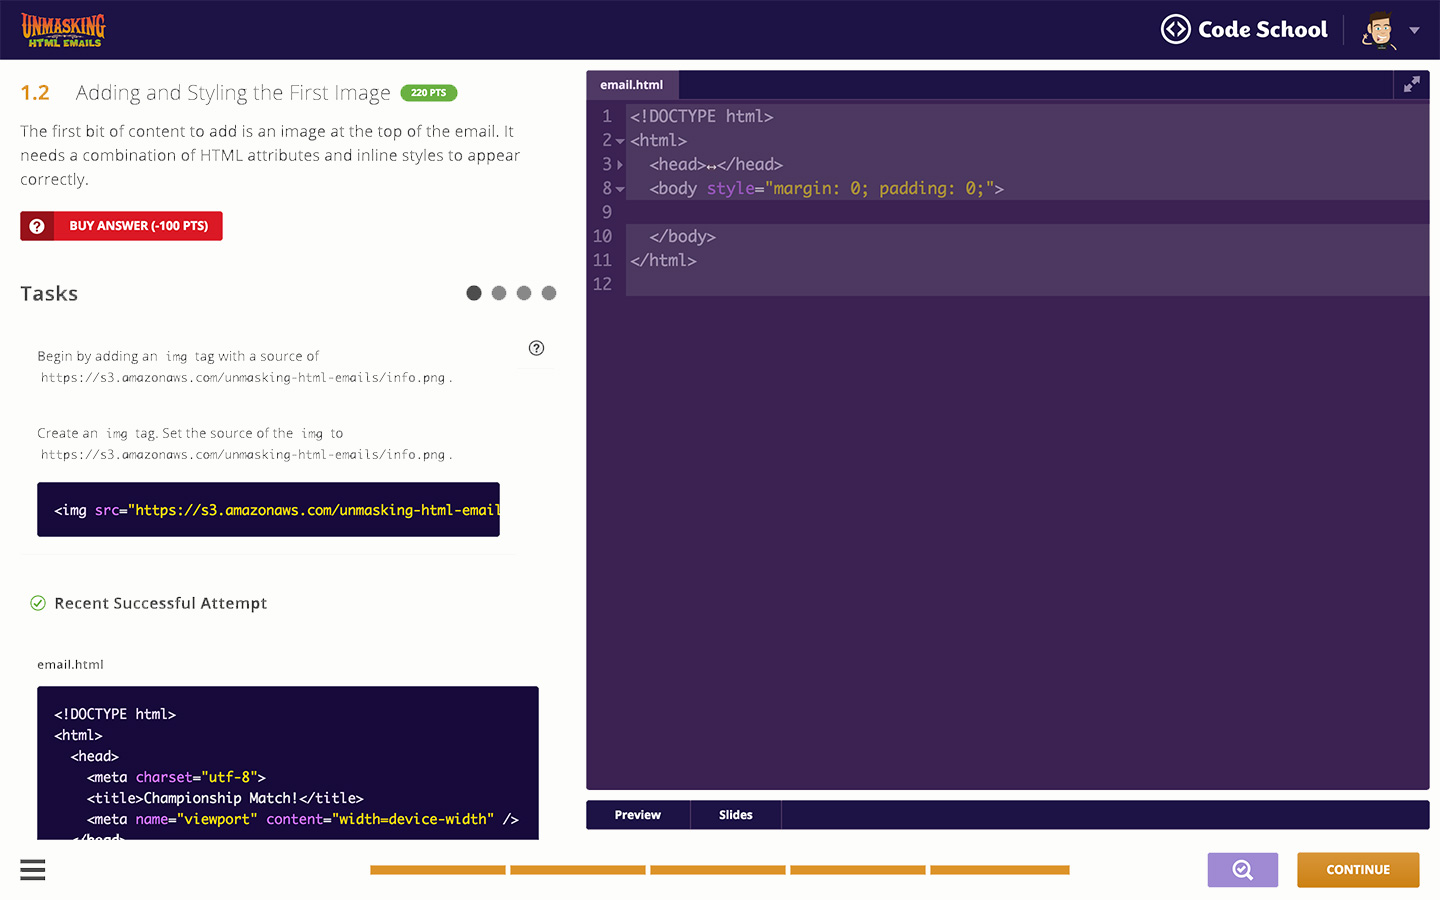 UNMASKING
HTML EMAILS
Code School
1.2 Adding and Styling the First Image 220 PTS
The first bit of content to add is an image at the top of the email. It
needs a combination of HTML attributes and inline styles to appear
correctly.
BUY ANSWER (-100 PTS)
Tasks
Begin by adding an img tag with a source of
https://s3.amazonaws.com/unmasking-html-emails/info.png.
Create an img tag. Set the source of the img to
https://s3.amazonaws.com/unmasking-html-emails/info.png.
<img src="https://s3.amazonaws.com/unmasking-html-email
Recent Successful Attempt
email.html
<!DOCTYPE html>
<html>
<head>
<meta charset="utf-8">
<title>Championship Match!</title>
<meta name="viewport" content="width=device-width" />
</head>
email.html
1 <!DOCTYPE html>
2 <html>
3 <head>↔</head>
8 <body style="margin: 0; padding: 0;">
9
10 </body>
11 </html>
12
Preview Slides
CONTINUE